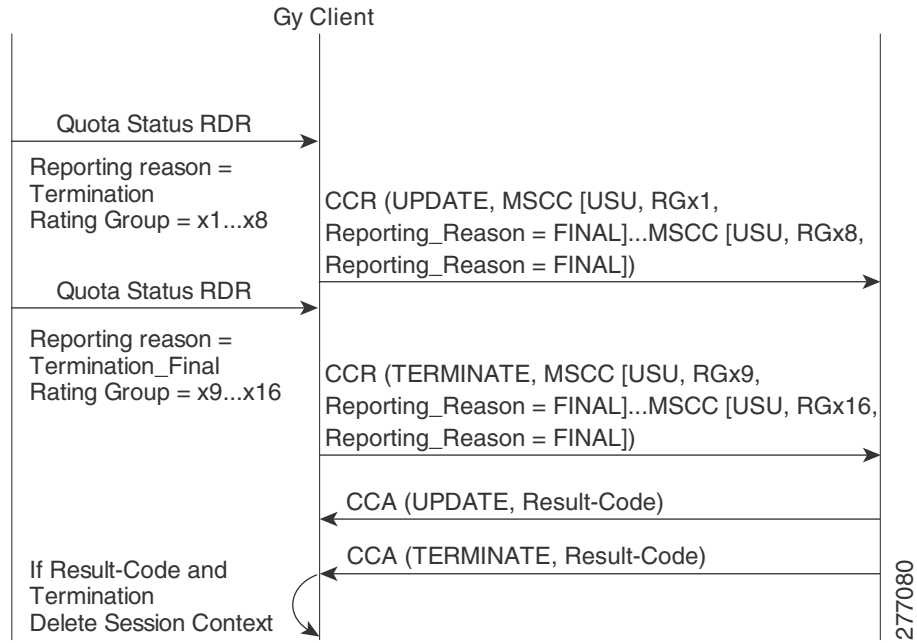 Gy Client
Quota Status RDR
Reporting reason =
Termination
Rating Group = x1...x8
CCR (UPDATE, MSCC [USU, RGx1,
Reporting_Reason = FINAL]...MSCC [USU, RGx8,
Reporting_Reason = FINAL])
Quota Status RDR
Reporting reason =
Termination_Final
Rating Group = x9...x16
CCR (TERMINATE, MSCC [USU, RGx9,
Reporting_Reason = FINAL]...MSCC [USU, RGx16,
Reporting_Reason = FINAL])
CCA (UPDATE, Result-Code)
CCA (TERMINATE, Result-Code)
If Result-Code and
Termination
Delete Session Context
277080